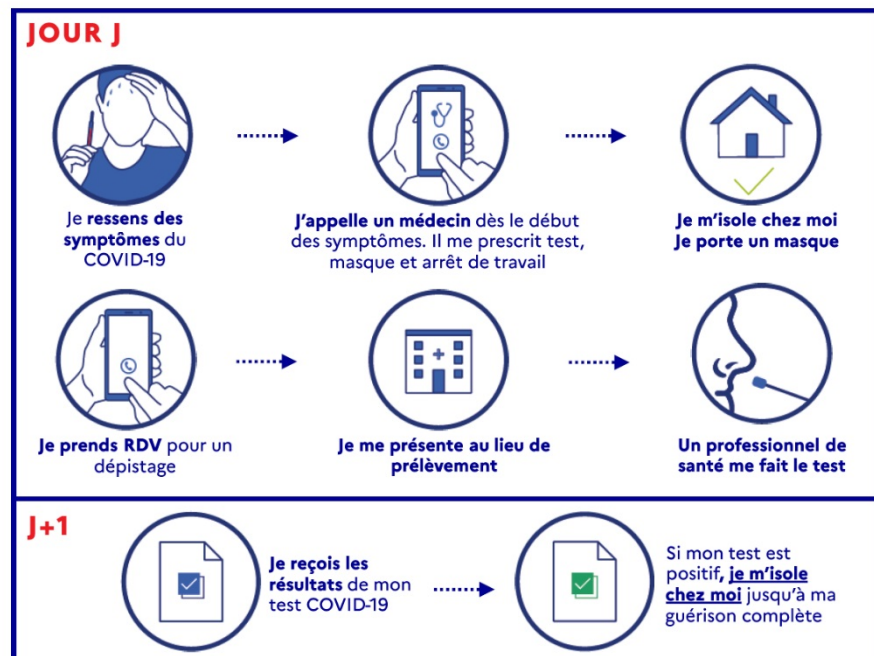 JOUR J
Je ressens des
symptômes du
COVID-19
J'appelle un médecin dès le début
des symptômes. Il me prescrit test,
masque et arrêt de travail
Je m'isole chez moi
Je porte un masque
Je prends RDV pour un
dépistage
Je me présente au lieu de
prélèvement
Un professionnel de
santé me fait le test
J+1
Je reçois les
résultats de mon
test COVID-19
Si mon test est
positif, je m'isole
chez moi jusqu'à ma
guérison complète